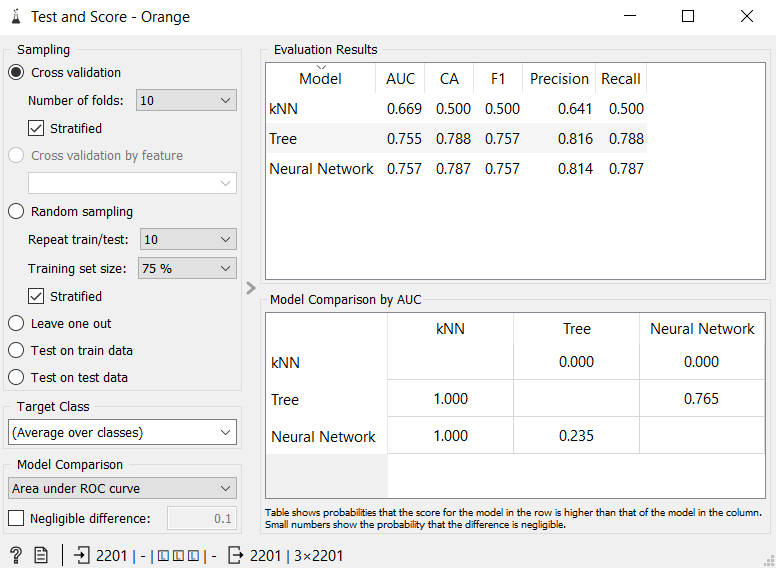 Test and Score - Orange
Sampling
Cross validation
Number of folds: 10
Stratified
Cross validation by feature
Random sampling
Repeat train/test: 10
Training set size: 75 %
Stratified
Leave one out
Test on train data
Test on test data
Target Class
(Average over classes)
Model Comparison
Area under ROC curve
Negligible difference: 0.1
Evaluation Results
Model AUC CA F1 Precision Recall
kNN 0.669 0.500 0.500 0.641 0.500
Tree 0.755 0.788 0.757 0.816 0.788
Neural Network 0.757 0.787 0.757 0.814 0.787
Model Comparison by AUC
kNN Tree Neural Network
kNN 0.000 0.000
Tree 1.000 0.765
Neural Network 1.000 0.235
Table shows probabilities that the score for the model in the row is higher than that of the model in the column.
Small numbers show the probability that the difference is negligible.
? 2201 | - | L L L | - 2201 | 3×2201